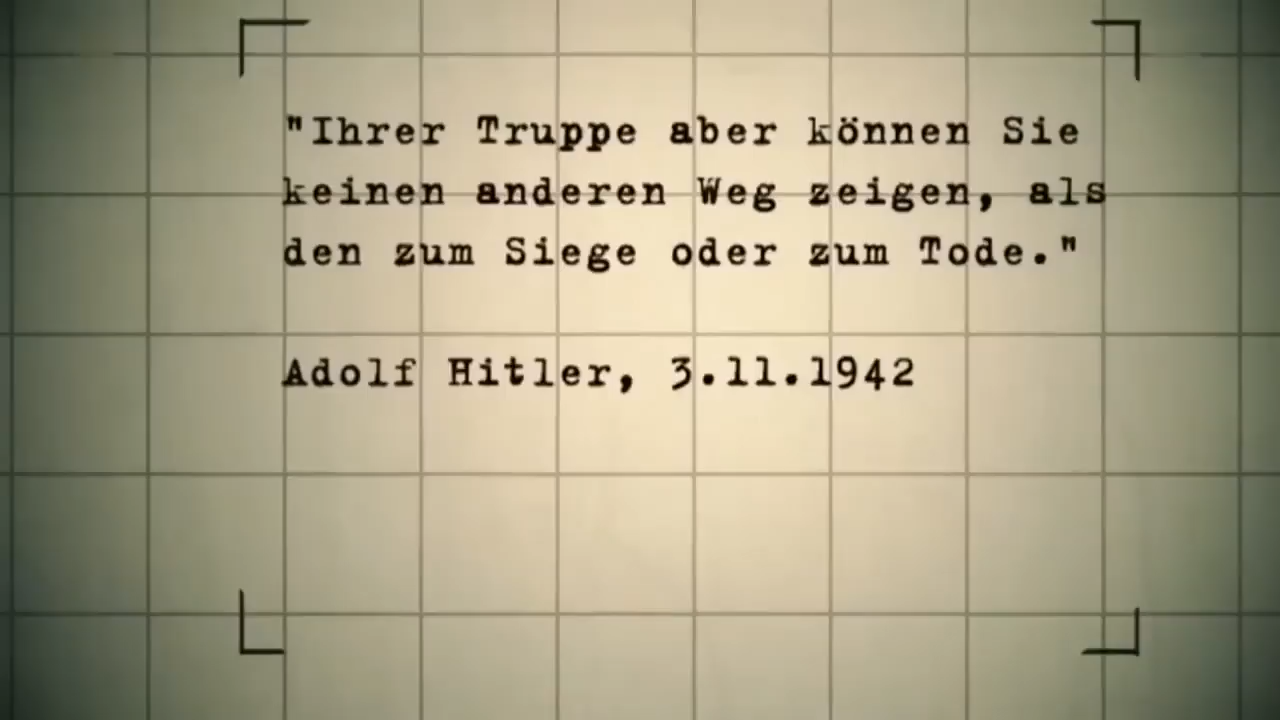 "Ihrer Truppe aber können Sie
keinen anderen Weg zeigen, als
den zum Siege oder zum Tode."
Adolf Hitler, 3.11.1942